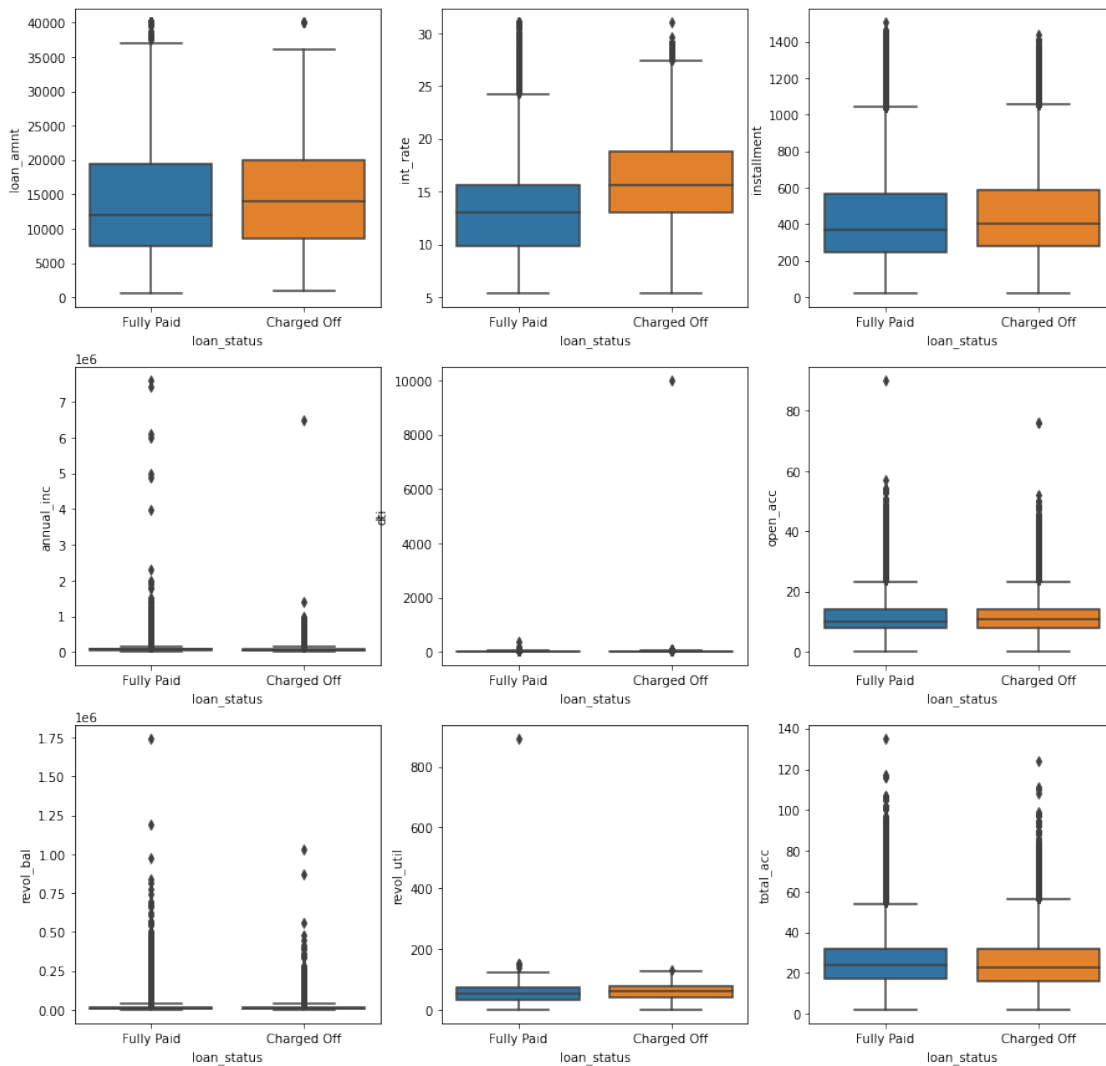 loan_amnt
40000
35000
30000
25000
20000
15000
10000
5000
0
Fully Paid Charged Off
loan_status
int_rate
30
25
20
15
10
5
Fully Paid Charged Off
loan_status
installment
1400
1200
1000
800
600
400
200
0
Fully Paid Charged Off
loan_status
1e6
annual_inc
7
6
5
4
3
2
1
0
Fully Paid Charged Off
loan_status
dti
10000
8000
6000
4000
2000
0
Fully Paid Charged Off
loan_status
open_acc
80
60
40
20
0
Fully Paid Charged Off
loan_status
1e6
revol_bal
1.75
1.50
1.25
1.00
0.75
0.50
0.25
0.00
Fully Paid Charged Off
loan_status
revol_util
800
600
400
200
0
Fully Paid Charged Off
loan_status
total_acc
140
120
100
80
60
40
20
0
Fully Paid Charged Off
loan_status